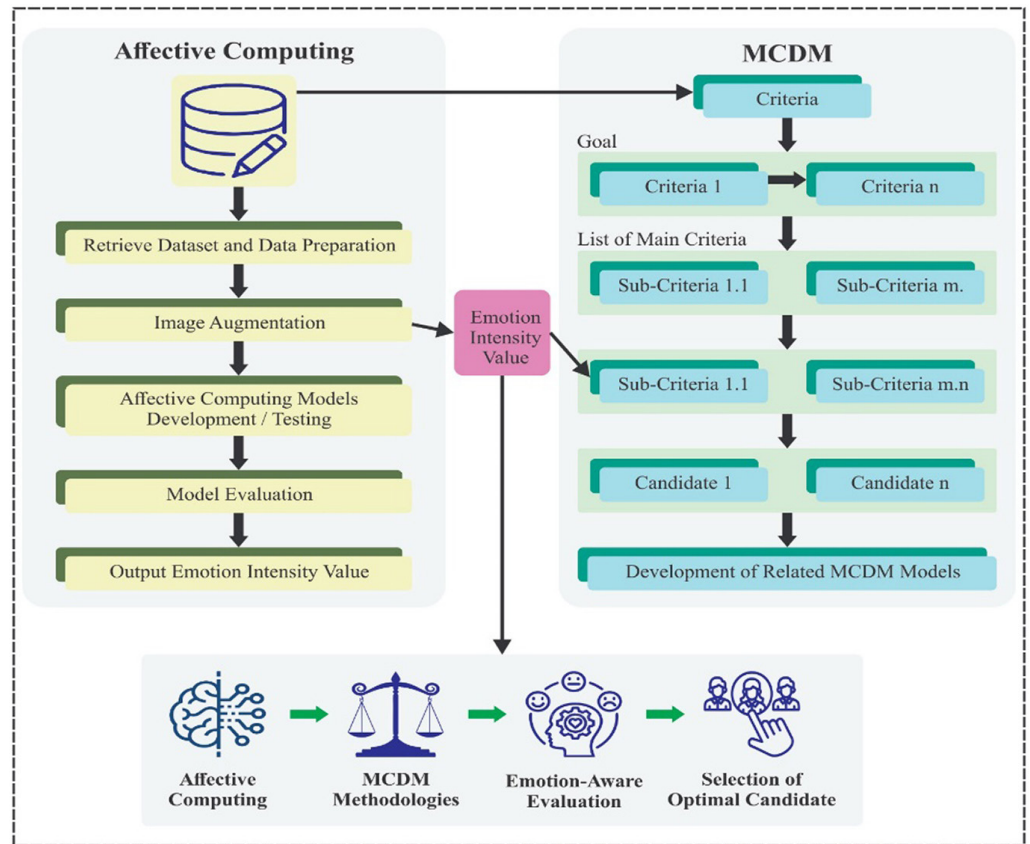 Affective Computing
Retrieve Dataset and Data Preparation
Image Augmentation
Affective Computing Models
Development / Testing
Model Evaluation
Output Emotion Intensity Value
Emotion
Intensity
Value
MCDM
Criteria
Goal
Criteria 1
Criteria n
List of Main Criteria
Sub-Criteria 1.1
Sub-Criteria m.
Sub-Criteria 1.1
Sub-Criteria m.n
Candidate 1
Candidate n
Development of Related MCDM Models
Affective
Computing
MCDM
Methodologies
Emotion-Aware
Evaluation
Selection of
Optimal Candidate